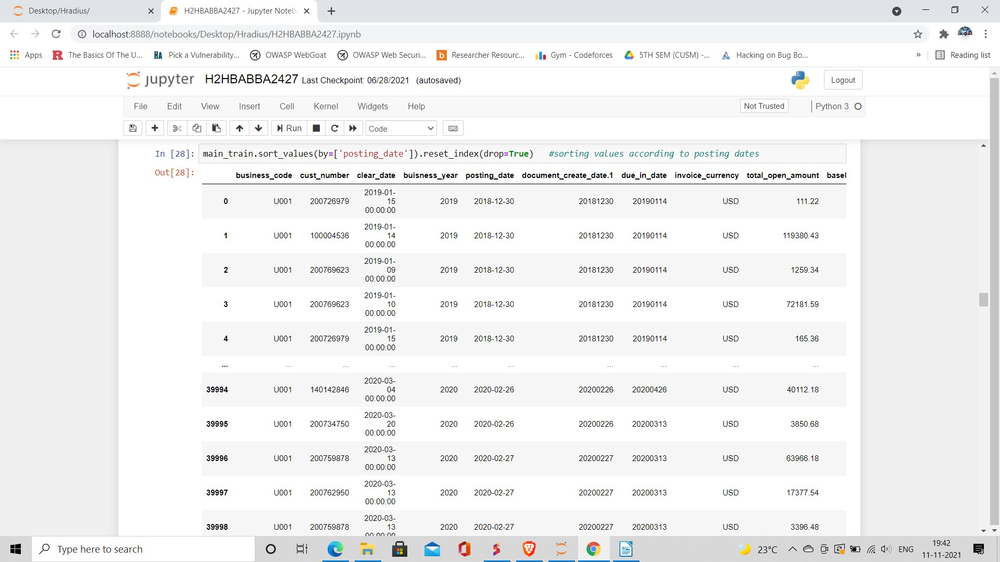 Desktop/Hradius/
H2HBABBA2427 - Jupyter Noteb
localhost:8888/notebooks/Desktop/Hradius/H2HBABBA2427.ipynb
Apps The Basics Of The U... Pick a Vulnerability... OWASP WebGoat OWASP Web Securi... Researcher Resourc... Gym - Codeforces 5TH SEM (CUSM) -... Hacking on Bug Bo... » Reading list
jupyter H2HBABBA2427 Last Checkpoint: 06/28/2021 (autosaved) Logout
File Edit View Insert Cell Kernel Widgets Help Not Trusted Python 3
Run Code
In [28]: main_train.sort_values(by=['posting_date']).reset_index(drop=True) #sorting values according to posting dates
Out[28]:
business_code cust_number clear_date buisness_year posting_date document_create_date.1 due_in_date invoice_currency total_open_amount basel
0 U001 200726979 2019-01-15 00:00:00 2019 2018-12-30 20181230 20190114 USD 111.22
1 U001 100004536 2019-01-14 00:00:00 2019 2018-12-30 20181230 20190114 USD 119380.43
2 U001 200769623 2019-01-09 00:00:00 2019 2018-12-30 20181230 20190114 USD 1259.34
3 U001 200769623 2019-01-10 00:00:00 2019 2018-12-30 20181230 20190114 USD 72181.59
4 U001 200726979 2019-01-15 00:00:00 2019 2018-12-30 20181230 20190114 USD 165.36
... ... ... ... ... ... ... ... ... ...
39994 U001 140142846 2020-03-04 00:00:00 2020 2020-02-26 20200226 20200426 USD 40112.18
39995 U001 200734750 2020-03-20 00:00:00 2020 2020-02-26 20200226 20200313 USD 3850.68
39996 U001 200759878 2020-03-13 00:00:00 2020 2020-02-27 20200227 20200313 USD 63966.18
39997 U001 200762950 2020-03-13 00:00:00 2020 2020-02-27 20200227 20200313 USD 17377.54
39998 U001 200759878 2020-03-13 00:00:00 2020 2020-02-27 20200227 20200313 USD 3396.48
Type here to search
23°C ENG
19:42
11-11-2021